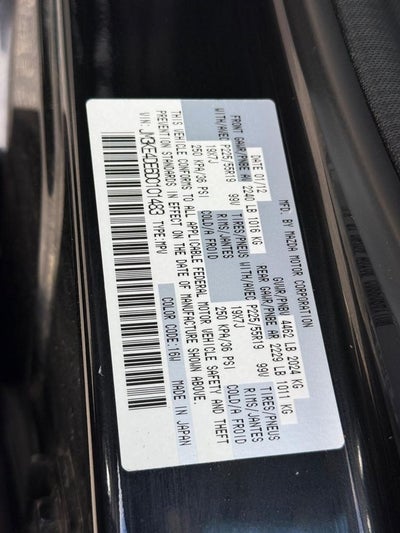 MFD. BY MAZDA MOTOR CORPORATION
DATE 01/12 GVWR/PNBV 4462 LB 2024 KG
FRONT GAWR/PNBE AV 2240 LB 1016 KG REAR GAWR/PNBE AR 2229 LB 1011 KG
WITH/AVEC P225/55R19 99V TIRES/PNEUS WITH/AVEC P225/55R19 99V TIRES/PNEUS
19X7J RIMS/JANTES 19X7J RIMS/JANTES
250 KPA/36 PSI COLD/A FROID 250 KPA/36 PSI COLD/A FROID
THIS VEHICLE CONFORMS TO ALL APPLICABLE FEDERAL MOTOR VEHICLE SAFETY AND THEFT
PREVENTION STANDARDS IN EFFECT ON THE DATE OF MANUFACTURE SHOWN ABOVE.
VIN: TYPE:MPV COLOR:16W MADE IN JAPAN